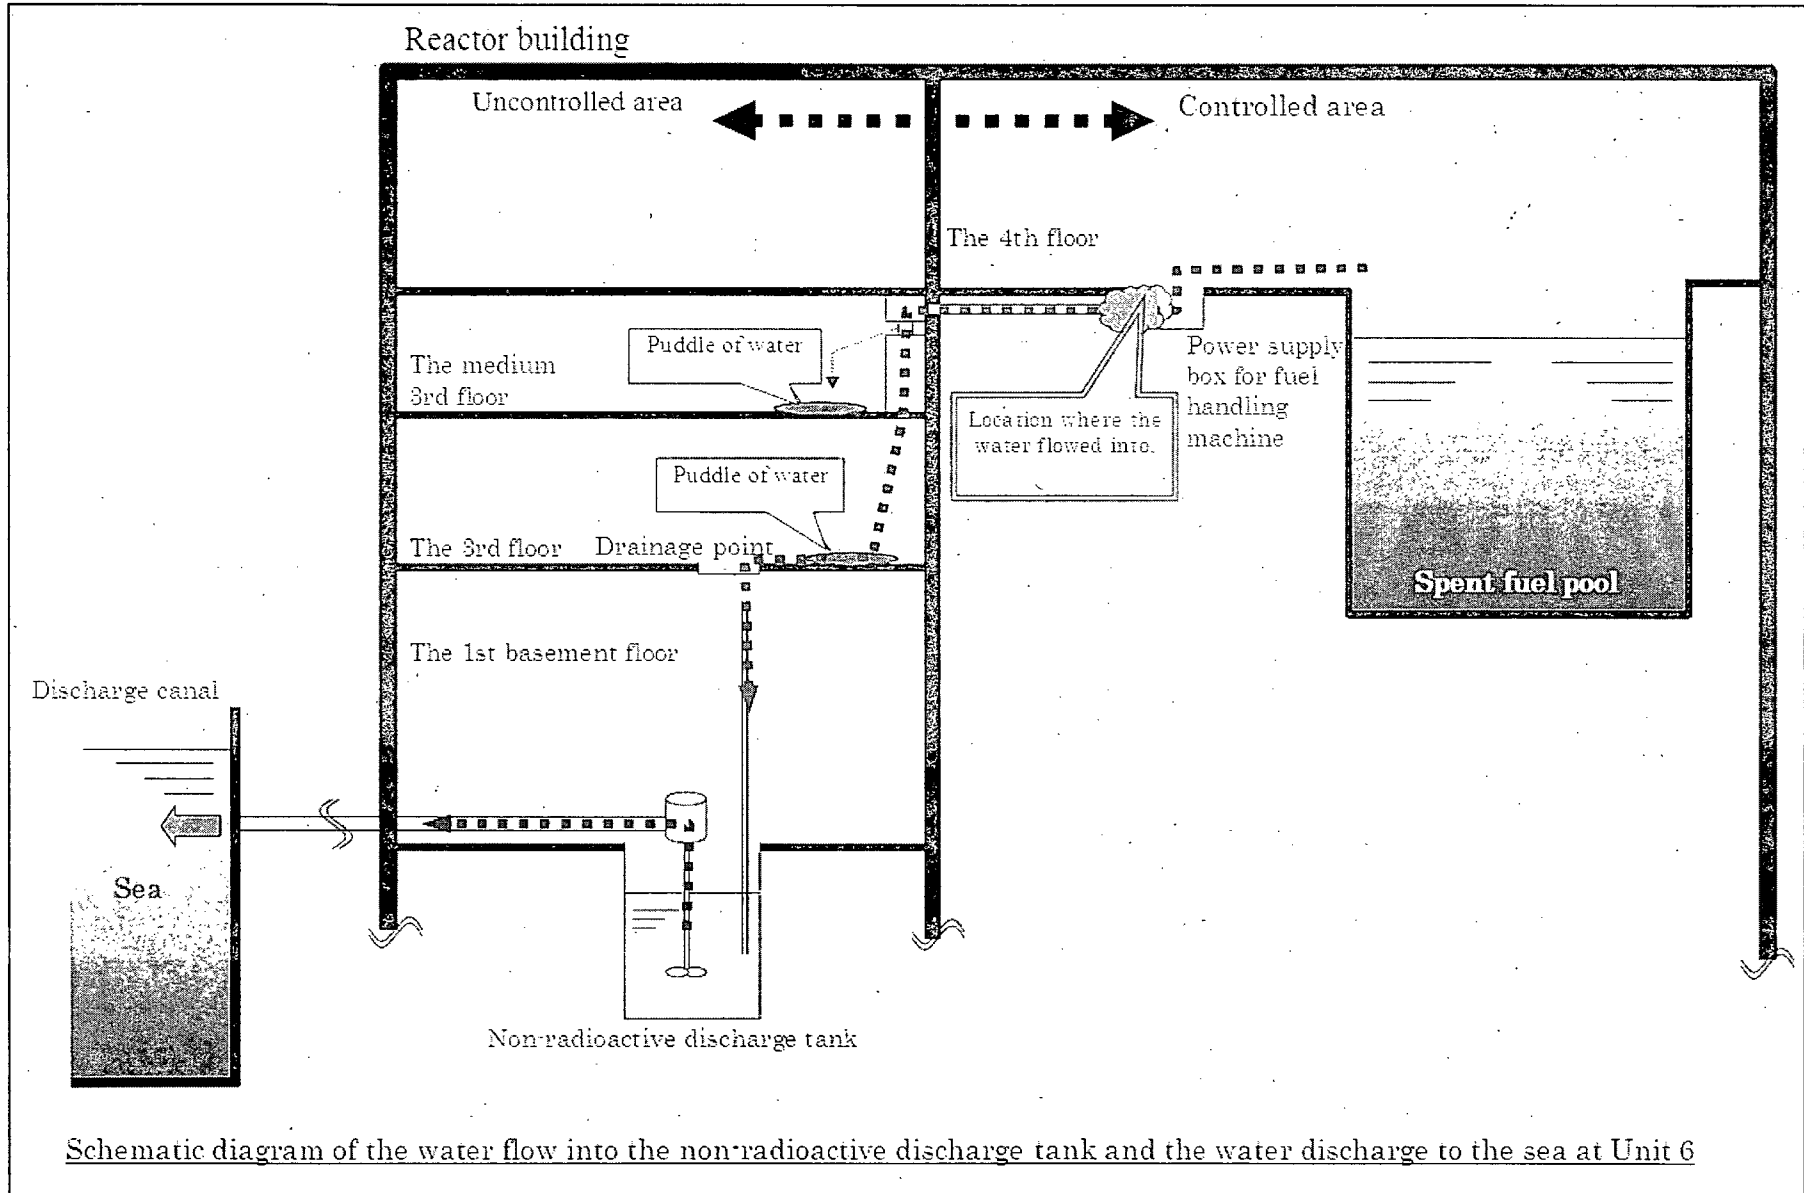 Reactor building
Uncontrolled area
Controlled area
The 4th floor
Puddle of water
The medium
3rd floor
Power supply
box for fuel
handling
machine
Location where the
water flowed into.
Puddle of water
The 3rd floor
Drainage point
Spent fuel pool
The 1st basement floor
Discharge canal
Sea
Non-radioactive discharge tank
Schematic diagram of the water flow into the non-radioactive discharge tank and the water discharge to the sea at Unit 6